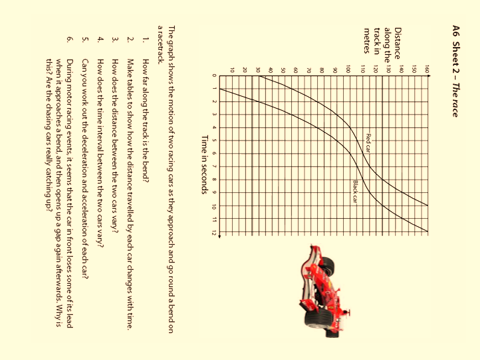 A6 Sheet 2 – The race
Distance
along the
track in
metres
160
150
140
130
120
110
100
90
80
70
60
50
40
30
20
10
0
Red car
Black car
0 1 2 3 4 5 6 7 8 9 10 11 12
Time in seconds
The graph shows the motion of two racing cars as they approach and go round a bend on
a racetrack.
1. How far along the track is the bend?
2. Make tables to show how the distance travelled by each car changes with time.
3. How does the distance between the two cars vary?
4. How does the time interval between the two cars vary?
5. Can you work out the deceleration and acceleration of each car?
6. During motor racing events, it seems that the car in front loses some of its lead
when it approaches a bend, and then opens up a gap again afterwards. Why is
this? Are the chasing cars really catching up?